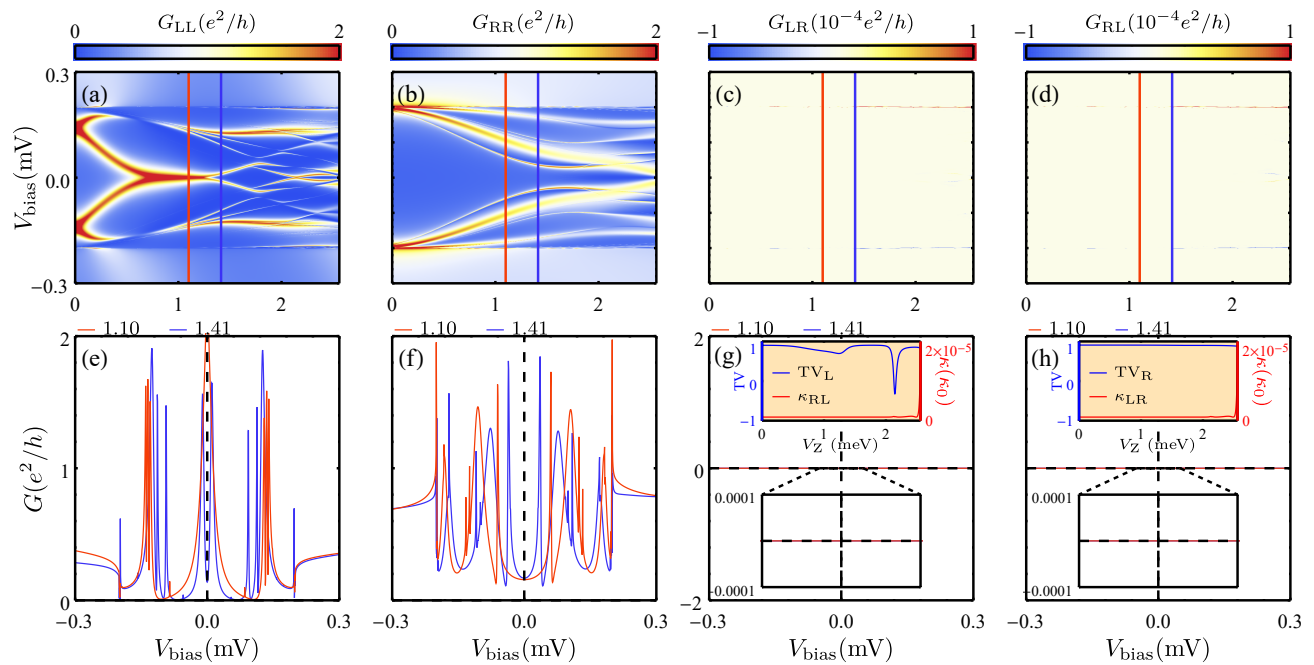 G_LL(e²/h) G_RR(e²/h) G_LR(10⁻⁴e²/h) G_RL(10⁻⁴e²/h)
0 2 0 2 −1 1 −1 1
0.3 (a) (b) (c) (d)
V_bias(mV) 0.0
−0.3
0 1 2 0 1 2 0 1 2 0 1 2
1.10 1.41 1.10 1.41 1.10 1.41 1.10 1.41
2 (e) (f) 2 (g) (h)
1 TV_L 2×10⁻⁵ 1 TV_R 2×10⁻⁵
TV 0 κ(κ₀) TV 0 κ(κ₀)
−1 κ_RL 0 −1 κ_LR 0
0 1 2 0 1 2
V_Z (meV) V_Z (meV)
G(e²/h) 1 0
0.0001 0.0001
−0.0001 −0.0001
0 −2
−0.3 0.0 0.3 0.0 0.3 −0.3 0.0 0.3 0.0 0.3
V_bias(mV) V_bias(mV) V_bias(mV) V_bias(mV)